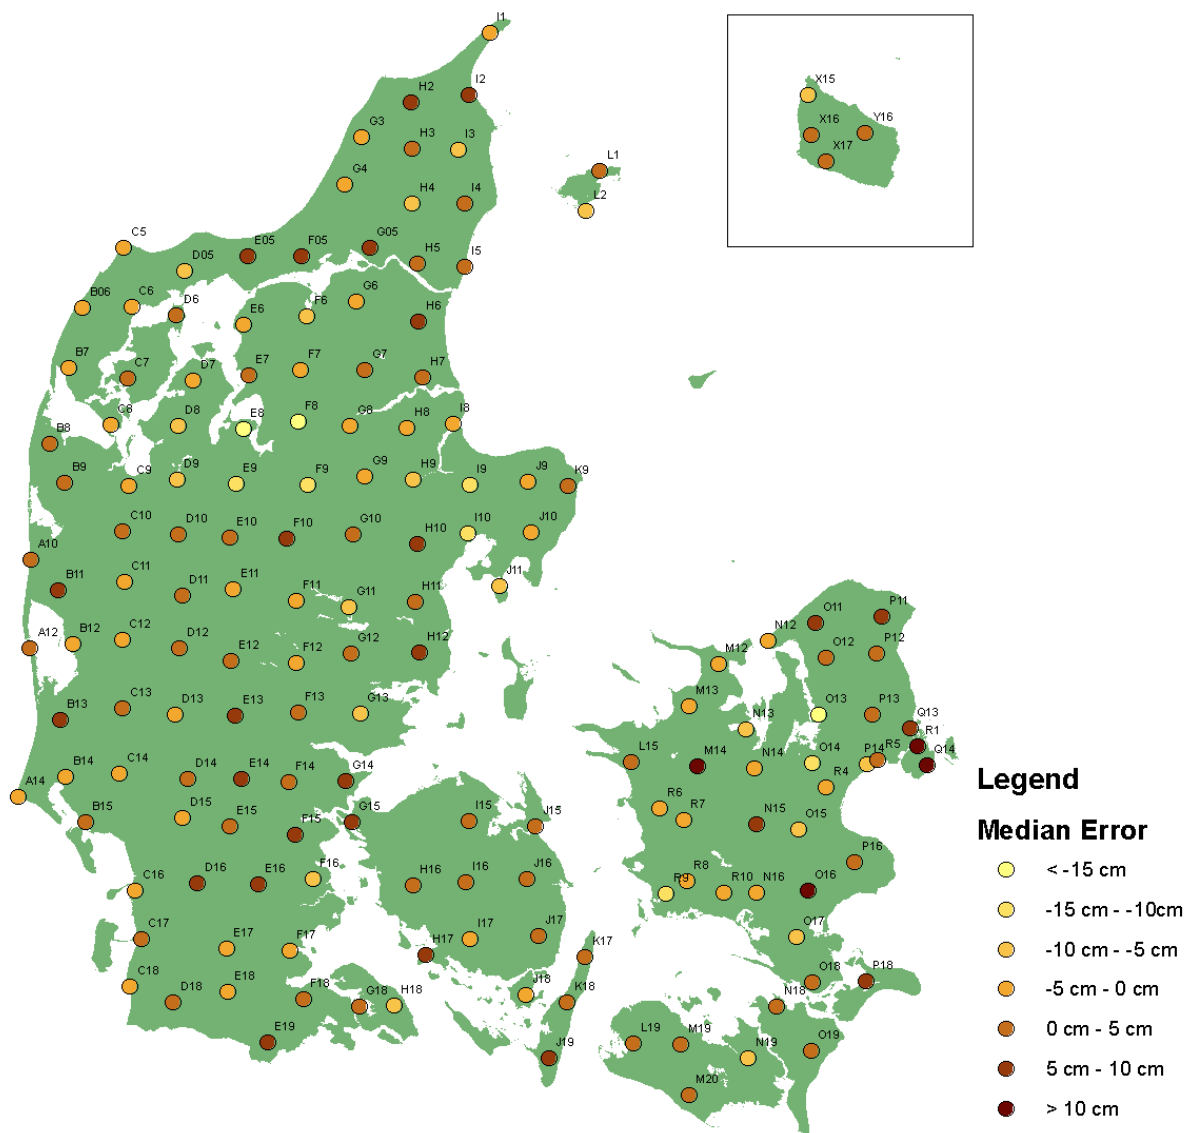 I1
H2
I2
G3
H3
I3
G4
H4
I4
L1
L2
X15
X16
Y16
X17
C5
D05
E05
F05
G05
H5
I5
B06
C6
D6
E6
F6
G6
H6
B7
C7
D7
E7
F7
G7
H7
B8
C8
D8
E8
F8
G8
H8
I8
B9
C9
D9
E9
F9
G9
H9
I9
J9
K9
A10
C10
D10
E10
F10
G10
H10
I10
J10
B11
C11
D11
E11
F11
G11
H11
J11
O11
P11
A12
B12
C12
D12
E12
F12
G12
H12
M12
N12
O12
P12
B13
C13
D13
E13
F13
G13
M13
N13
O13
P13
Q13
R1
A14
B14
C14
D14
E14
F14
G14
L15
M14
N14
O14
P14
R5
Q14
R4
B15
D15
E15
F15
G15
I15
J15
R6
R7
N15
O15
C16
D16
E16
F16
H16
I16
J16
R9
R8
R10
N16
O16
P16
C17
E17
F17
H17
I17
J17
K17
O17
C18
D18
E18
F18
G18
H18
J18
K18
N18
O18
P18
E19
J19
L19
M19
N19
O19
M20
Legend
Median Error
< -15 cm
-15 cm - -10cm
-10 cm - -5 cm
-5 cm - 0 cm
0 cm - 5 cm
5 cm - 10 cm
> 10 cm